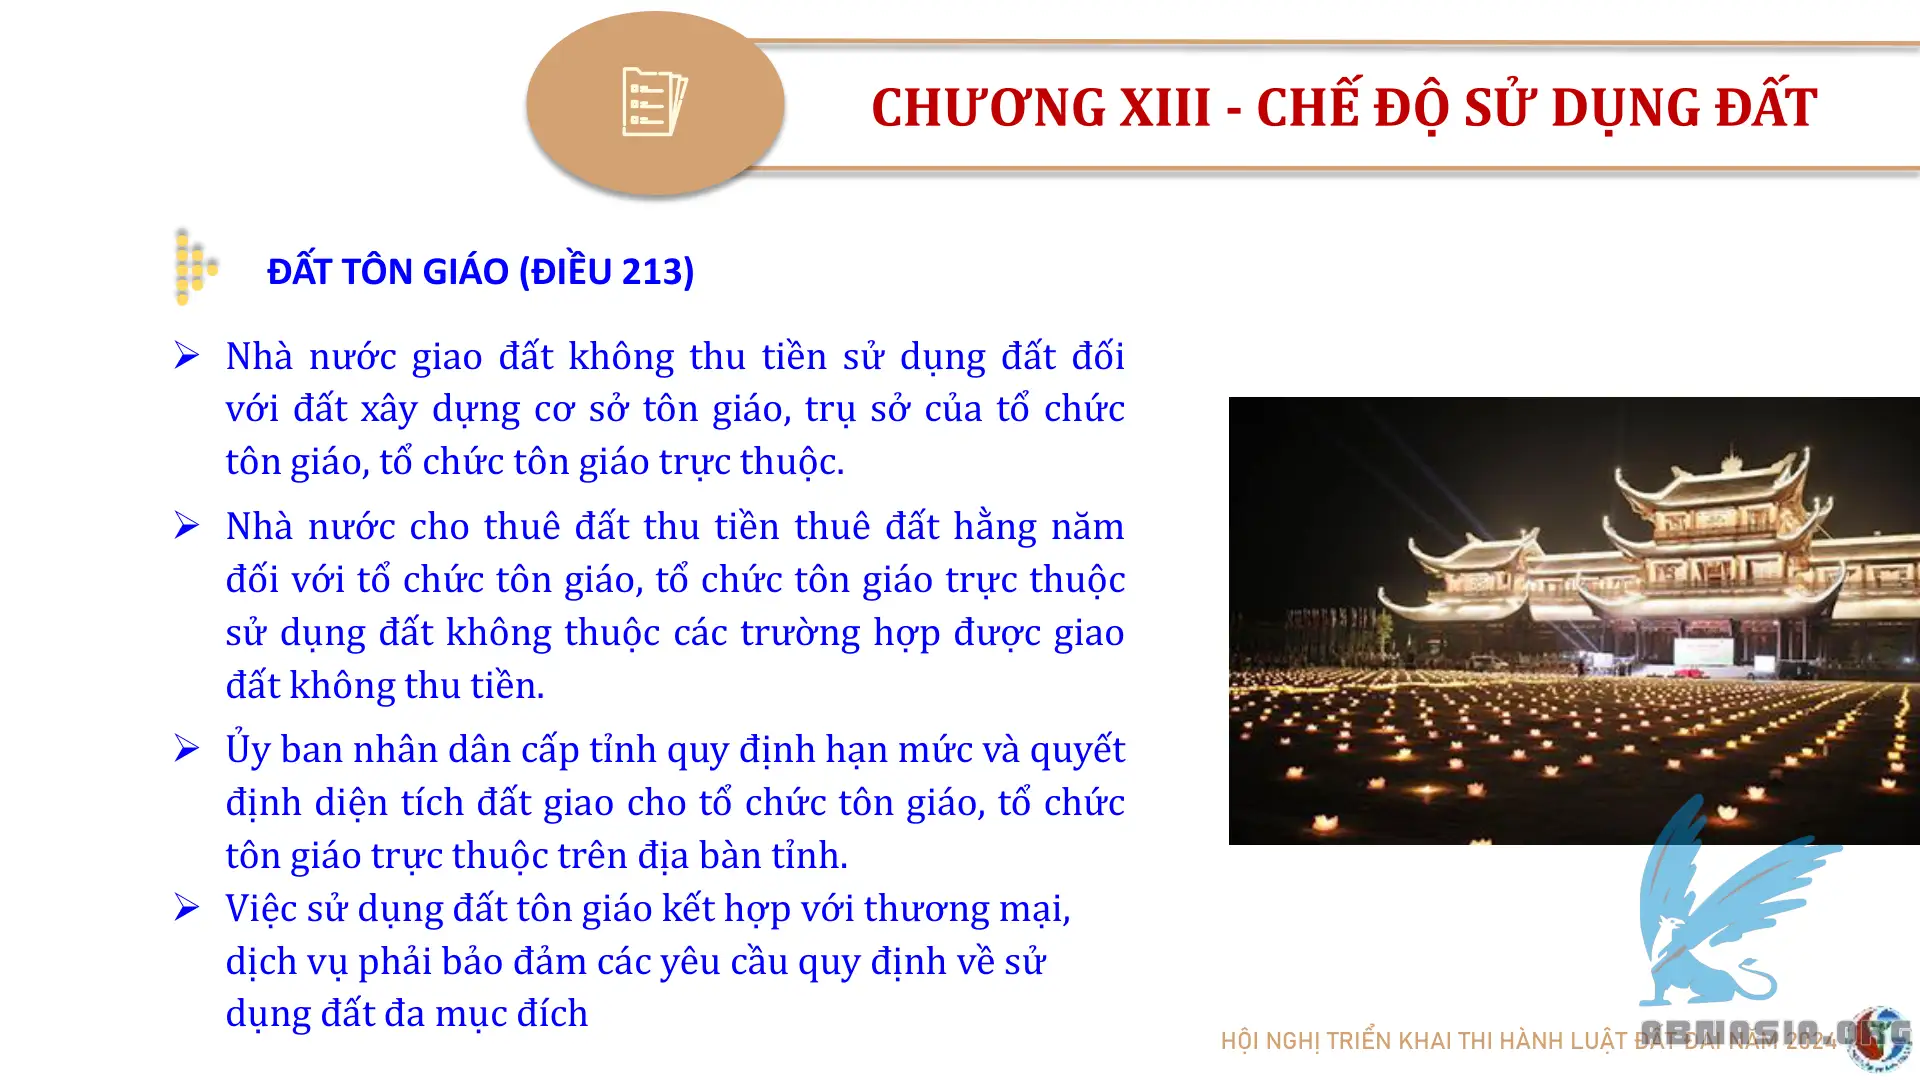 CHƯƠNG XIII - CHẾ ĐỘ SỬ DỤNG ĐẤT
ĐẤT TÔN GIÁO (ĐIỀU 213)
Nhà nước giao đất không thu tiền sử dụng đất đối
với đất xây dựng cơ sở tôn giáo, trụ sở của tổ chức
tôn giáo, tổ chức tôn giáo trực thuộc.
Nhà nước cho thuê đất thu tiền thuê đất hằng năm
đối với tổ chức tôn giáo, tổ chức tôn giáo trực thuộc
sử dụng đất không thuộc các trường hợp được giao
đất không thu tiền.
Ủy ban nhân dân cấp tỉnh quy định hạn mức và quyết
định diện tích đất giao cho tổ chức tôn giáo, tổ chức
tôn giáo trực thuộc trên địa bàn tỉnh.
Việc sử dụng đất tôn giáo kết hợp với thương mại,
dịch vụ phải bảo đảm các yêu cầu quy định về sử
dụng đất đa mục đích
HỘI NGHỊ TRIỂN KHAI THI HÀNH LUẬT ĐẤT ĐAI NĂM 2024
ABMASIA.ORG